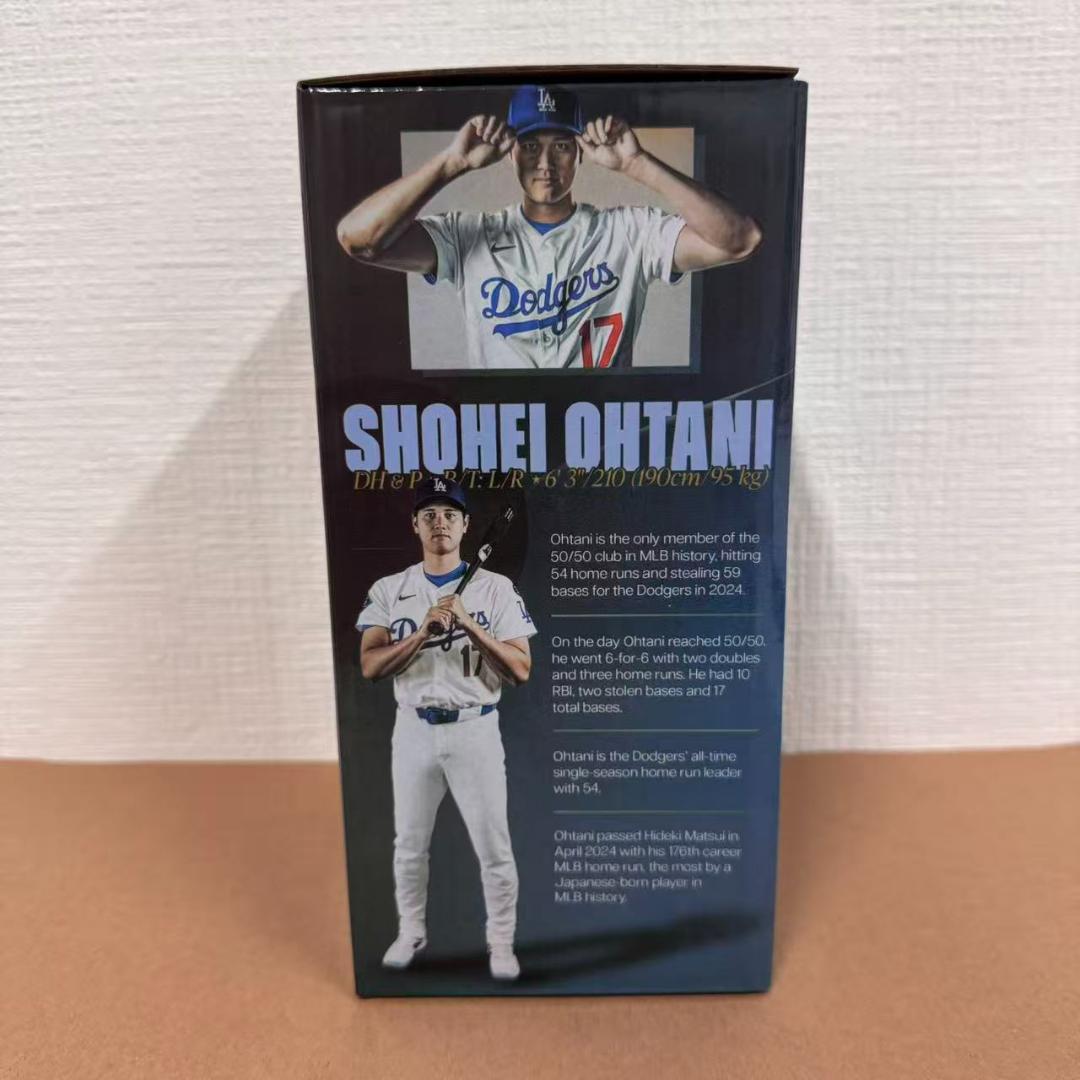 LA
Dodgers
17
SHOHEI OHTANI
DH & P B/T: L/R ★ 6' 3"/210 (190cm/95 kg)
LA
Dodgers
LA
17
Ohtani is the only member of the
50/50 club in MLB history, hitting
54 home runs and stealing 59
bases for the Dodgers in 2024.
On the day Ohtani reached 50/50,
he went 6-for-6 with two doubles
and three home runs. He had 10
RBI, two stolen bases and 17
total bases.
Ohtani is the Dodgers' all-time
single-season home run leader
with 54.
Ohtani passed Hideki Matsui in
April 2024 with his 176th career
MLB home run, the most by a
Japanese-born player in
MLB history.